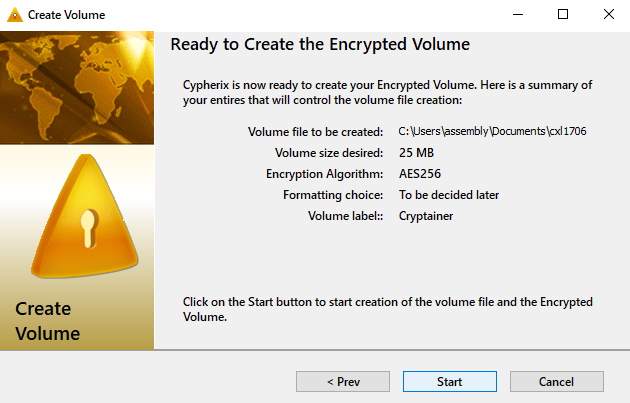 Create Volume
Ready to Create the Encrypted Volume
Cypherix is now ready to create your Encrypted Volume. Here is a summary of
your entires that will control the volume file creation:
Volume file to be created: C:\Users\assembly\Documents\cxl1706
Volume size desired: 25 MB
Encryption Algorithm: AES256
Formatting choice: To be decided later
Volume label:: Cryptainer
Click on the Start button to start creation of the volume file and the Encrypted
Volume.
Create
Volume
< Prev Start Cancel